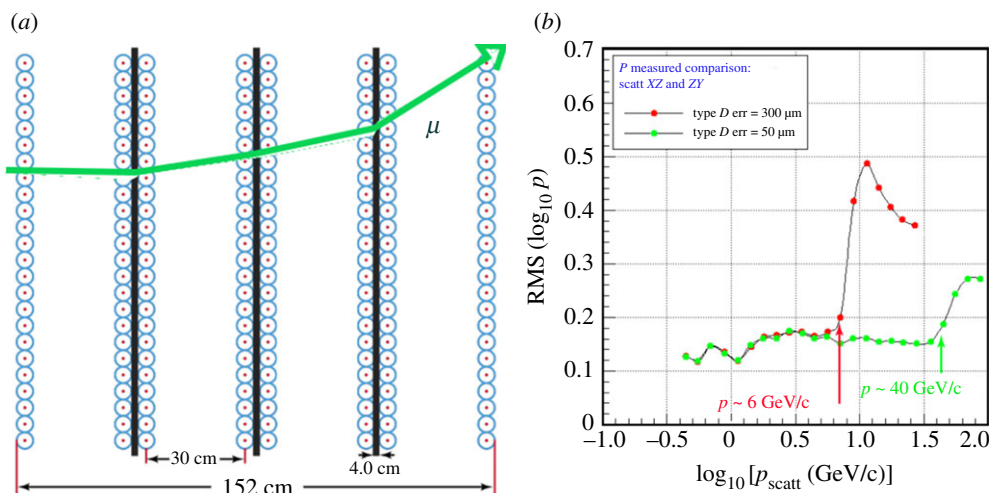 (a)
μ
30 cm
4.0 cm
152 cm
(b)
P measured comparison:
scatt XZ and ZY
type D err = 300 μm
type D err = 50 μm
RMS (log10 p)
0.7
0.6
0.5
0.4
0.3
0.2
0.1
0
p ~ 6 GeV/c
p ~ 40 GeV/c
−1.0 −0.5 0 0.5 1.0 1.5 2.0
log10 [pscatt (GeV/c)]